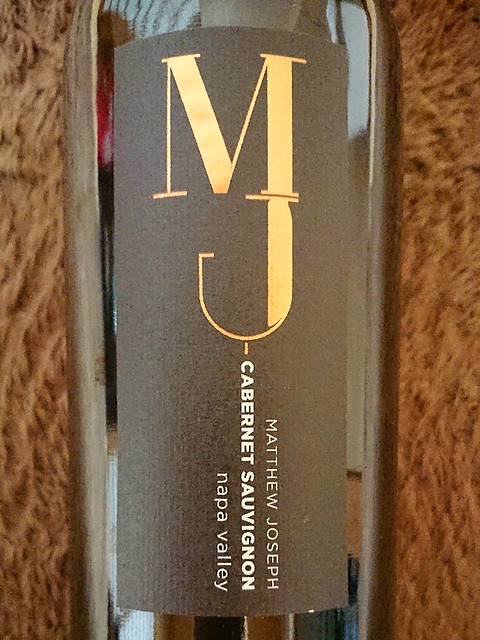 MJ
MATTHEW JOSEPH
CABERNET SAUVIGNON
napa valley